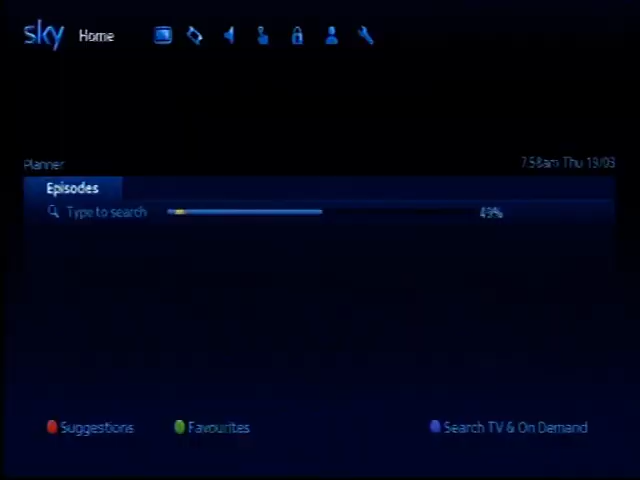 sky Home
Planner 7.58am Thu 19/03
Episodes
Type to search 49%
Suggestions Favourites Search TV & On Demand